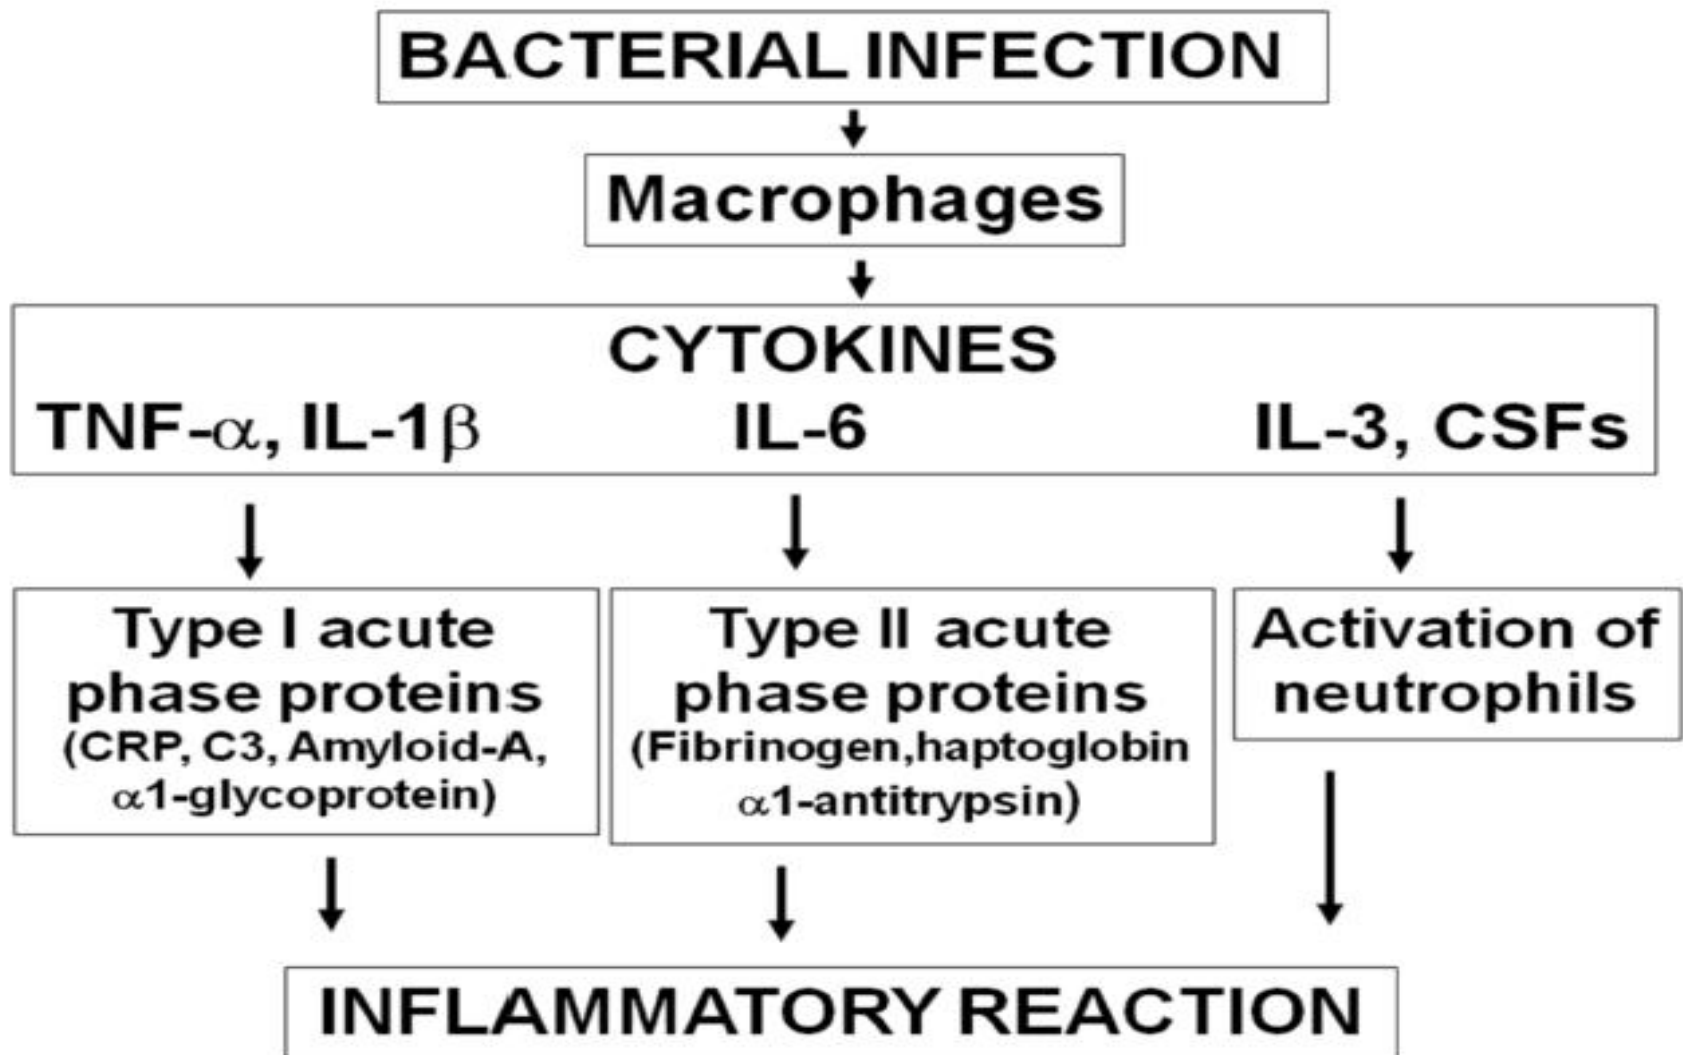 BACTERIAL INFECTION
Macrophages
CYTOKINES
TNF-α, IL-1β
IL-6
IL-3, CSFs
Type I acute
phase proteins
(CRP, C3, Amyloid-A,
α1-glycoprotein)
Type II acute
phase proteins
(Fibrinogen,haptoglobin
α1-antitrypsin)
Activation of
neutrophils
INFLAMMATORY REACTION